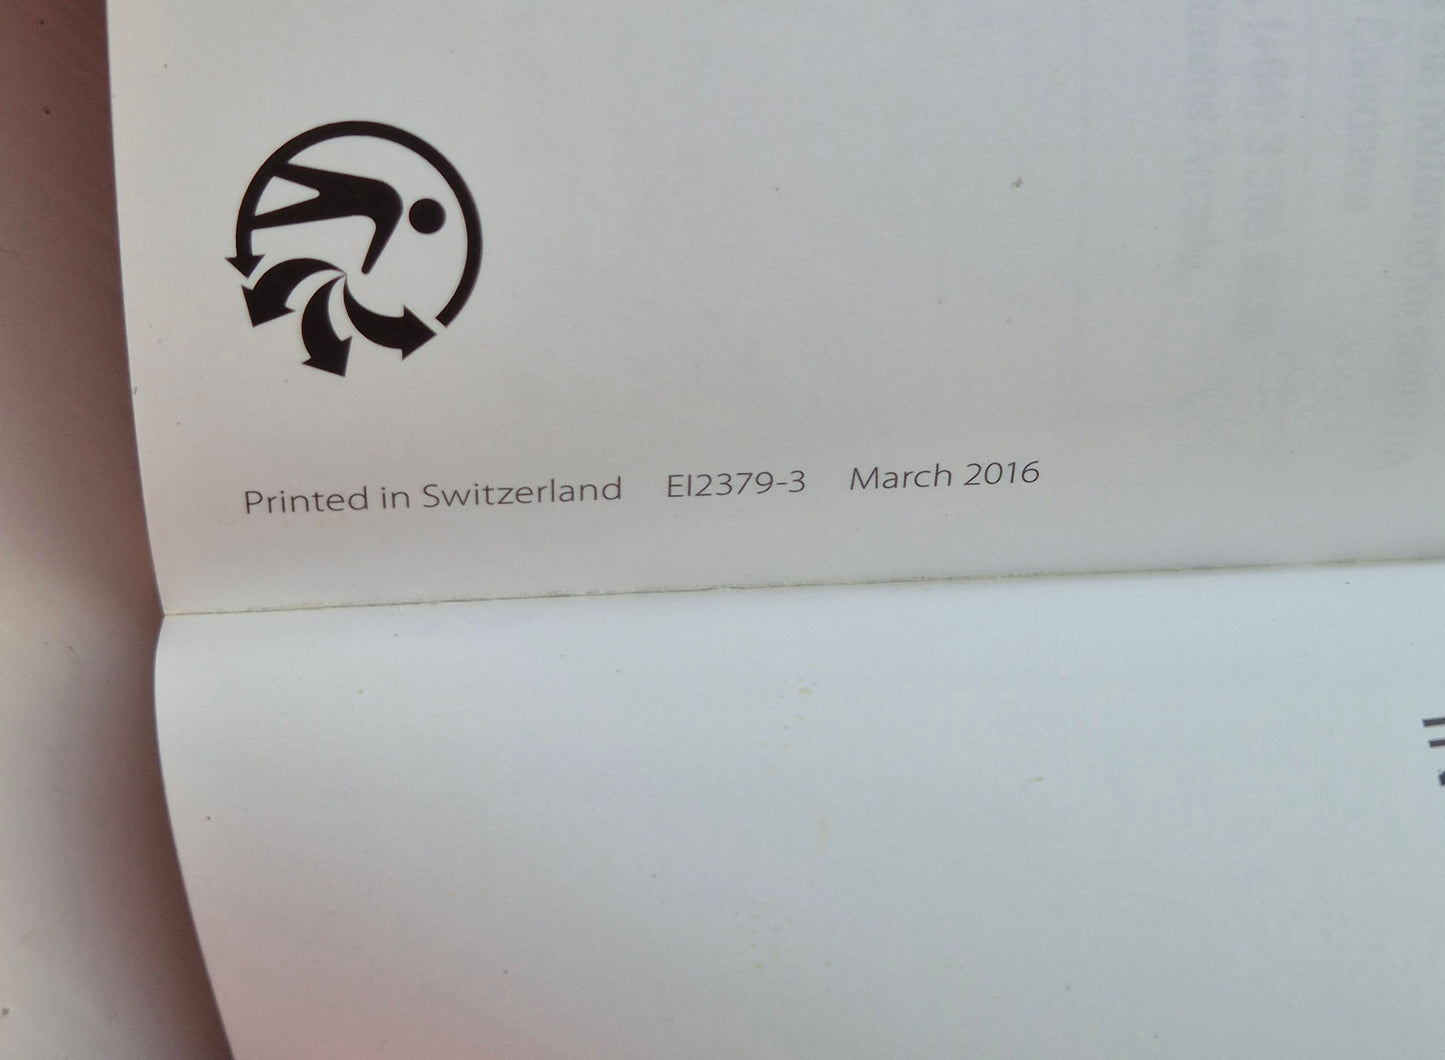 Printed in Switzerland EI2379-3 March 2016